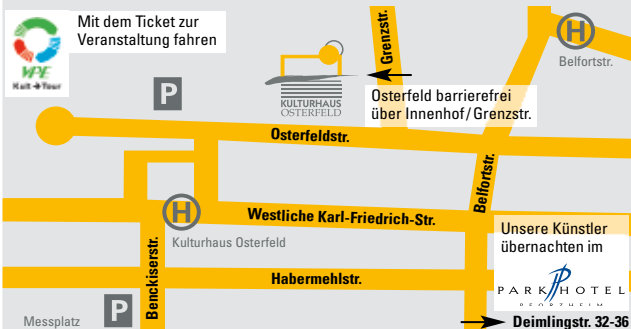 Mit dem Ticket zur
Veranstaltung fahren
VPE
Kult➔Tour
P
KULTURHAUS
OSTERFELD
Grenzstr.
H
Belfortstr.
Osterfeld barrierefrei
über Innenhof/Grenzstr.
Osterfeldstr.
Belfortstr.
H
Westliche Karl-Friedrich-Str.
Kulturhaus Osterfeld
Benckiserstr.
Unsere Künstler
übernachten im
PARKHOTEL
PFORZHEIM
Habermehlstr.
P
Messplatz
Deimlingstr. 32-36